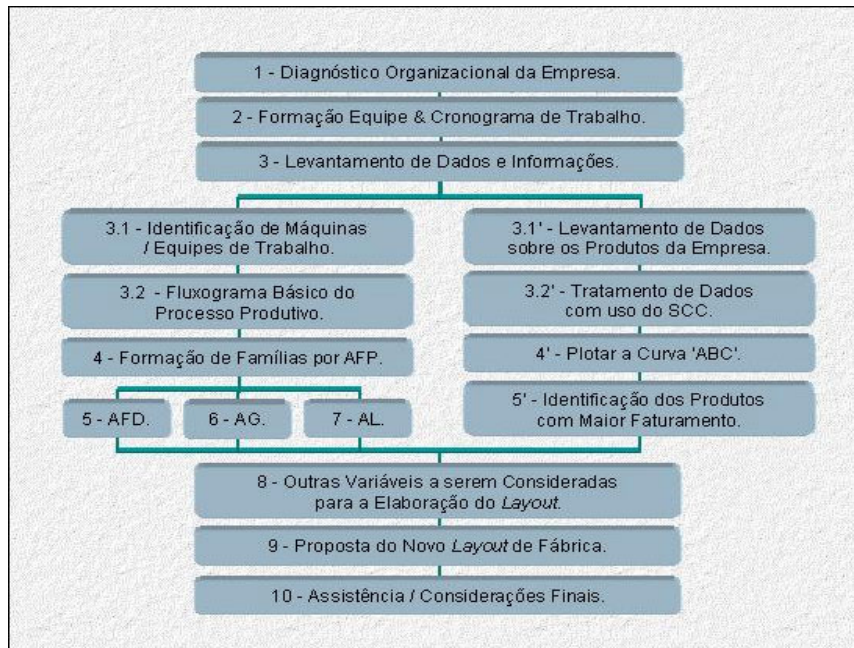 1 - Diagnóstico Organizacional da Empresa.
2 - Formação Equipe & Cronograma de Trabalho.
3 - Levantamento de Dados e Informações.
3.1 - Identificação de Máquinas
/ Equipes de Trabalho.
3.2 - Fluxograma Básico do
Processo Produtivo.
4 - Formação de Famílias por AFP.
5 - AFD.
6 - AG.
7 - AL.
3.1' - Levantamento de Dados
sobre os Produtos da Empresa.
3.2' - Tratamento de Dados
com uso do SCC.
4' - Plotar a Curva 'ABC'.
5' - Identificação dos Produtos
com Maior Faturamento.
8 - Outras Variáveis a serem Consideradas
para a Elaboração do Layout.
9 - Proposta do Novo Layout de Fábrica.
10 - Assistência / Considerações Finais.